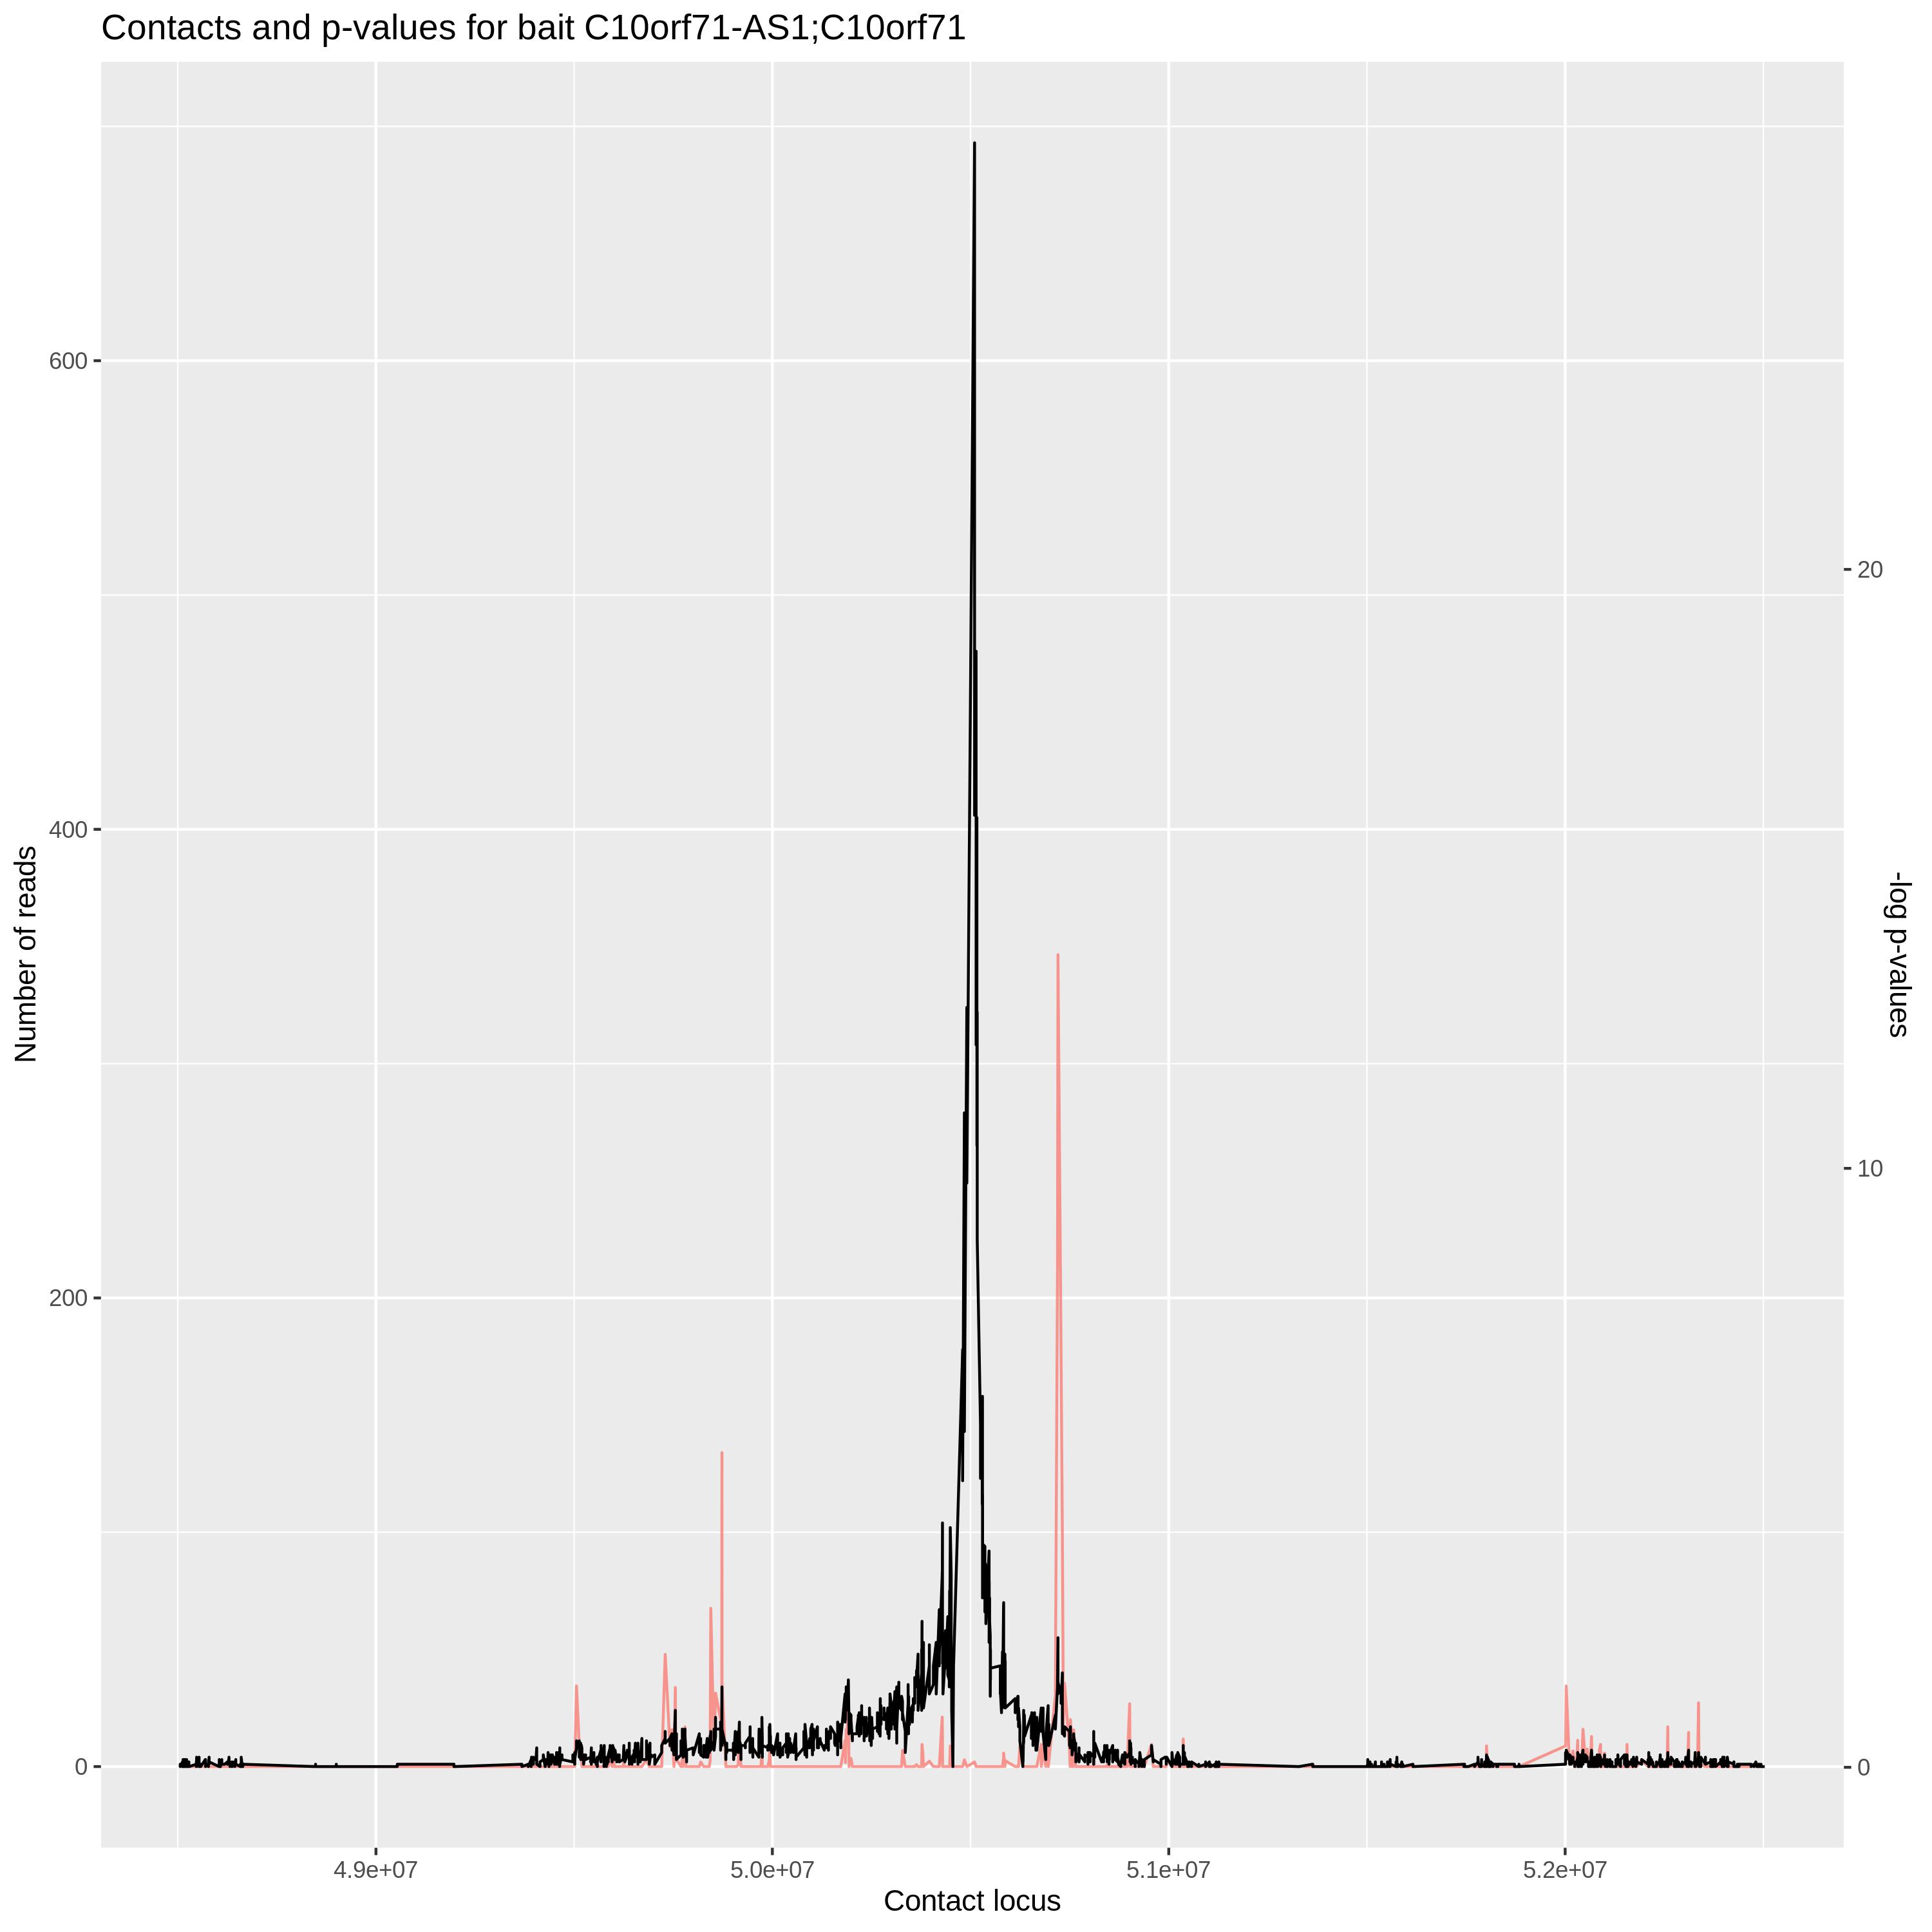 Contacts and p-values for bait C10orf71-AS1;C10orf71
600
400
200
0
Number of reads
20
10
0
-log p-values
4.9e+07
5.0e+07
5.1e+07
5.2e+07
Contact locus